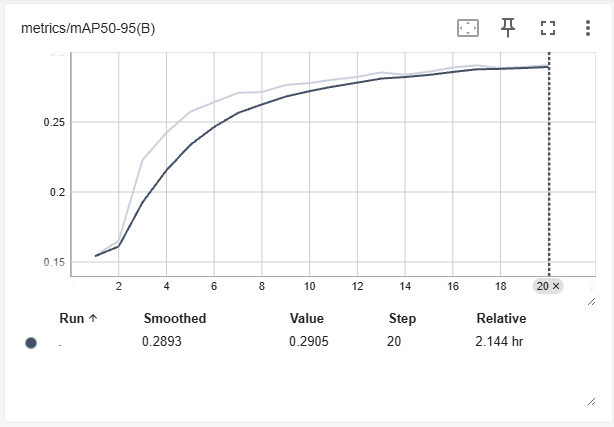 metrics/mAP50-95(B)
0.25
0.2
0.15
2 4 6 8 10 12 14 16 18 20 ×
Run ↑ Smoothed Value Step Relative
. 0.2893 0.2905 20 2.144 hr